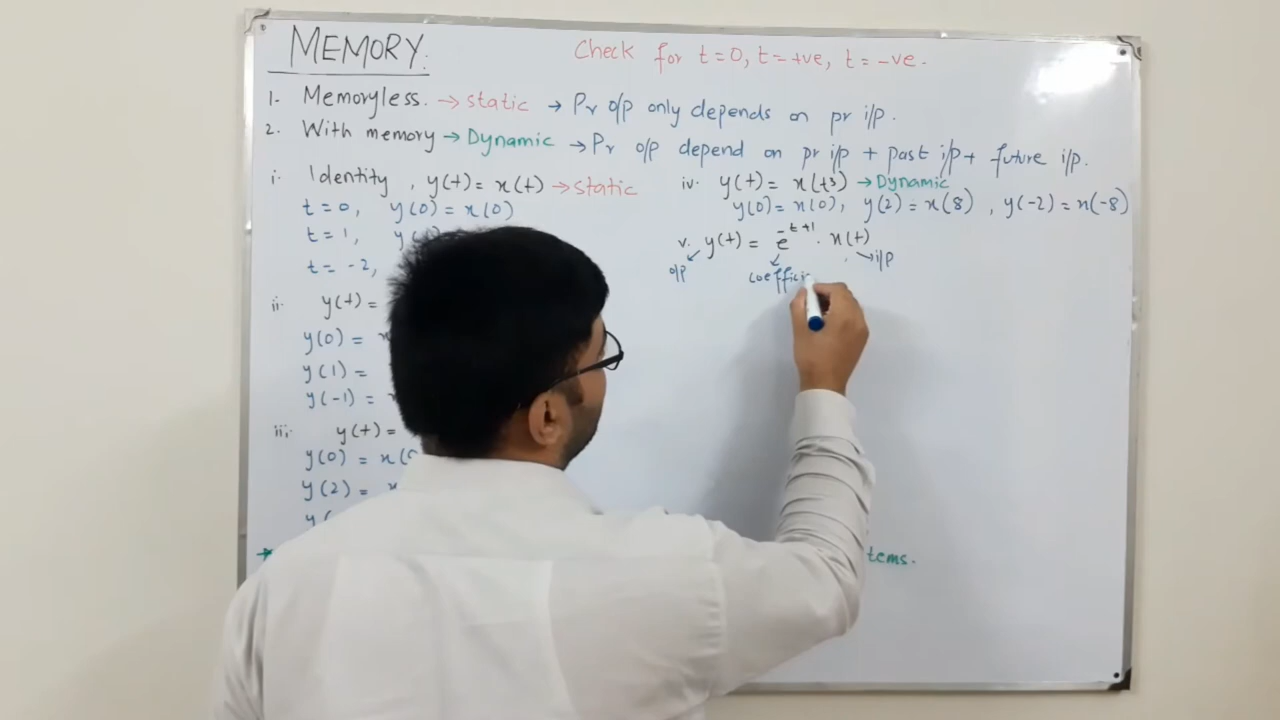 MEMORY:
Check for t=0, t=+ve, t=-ve.
1. Memoryless. → static → Pr o/p only depends on pr i/p.
2. With memory → Dynamic → Pr o/p depend on pr i/p + past i/p + future i/p.
i. Identity, y(t) = x(t) → static
t=0, y(0) = x(0)
t=1,
t=-2,
ii. y(t) =
y(0) =
y(1) =
y(-1) =
iii. y(t) =
y(0) = x(0
y(2) =
iv. y(t) = x(t3) → Dynamic
y(0) = x(0), y(2) = x(8), y(-2) = x(-8)
v. y(t) = e^-t+1 . x(t)
o/p coeffici i/p
tems.